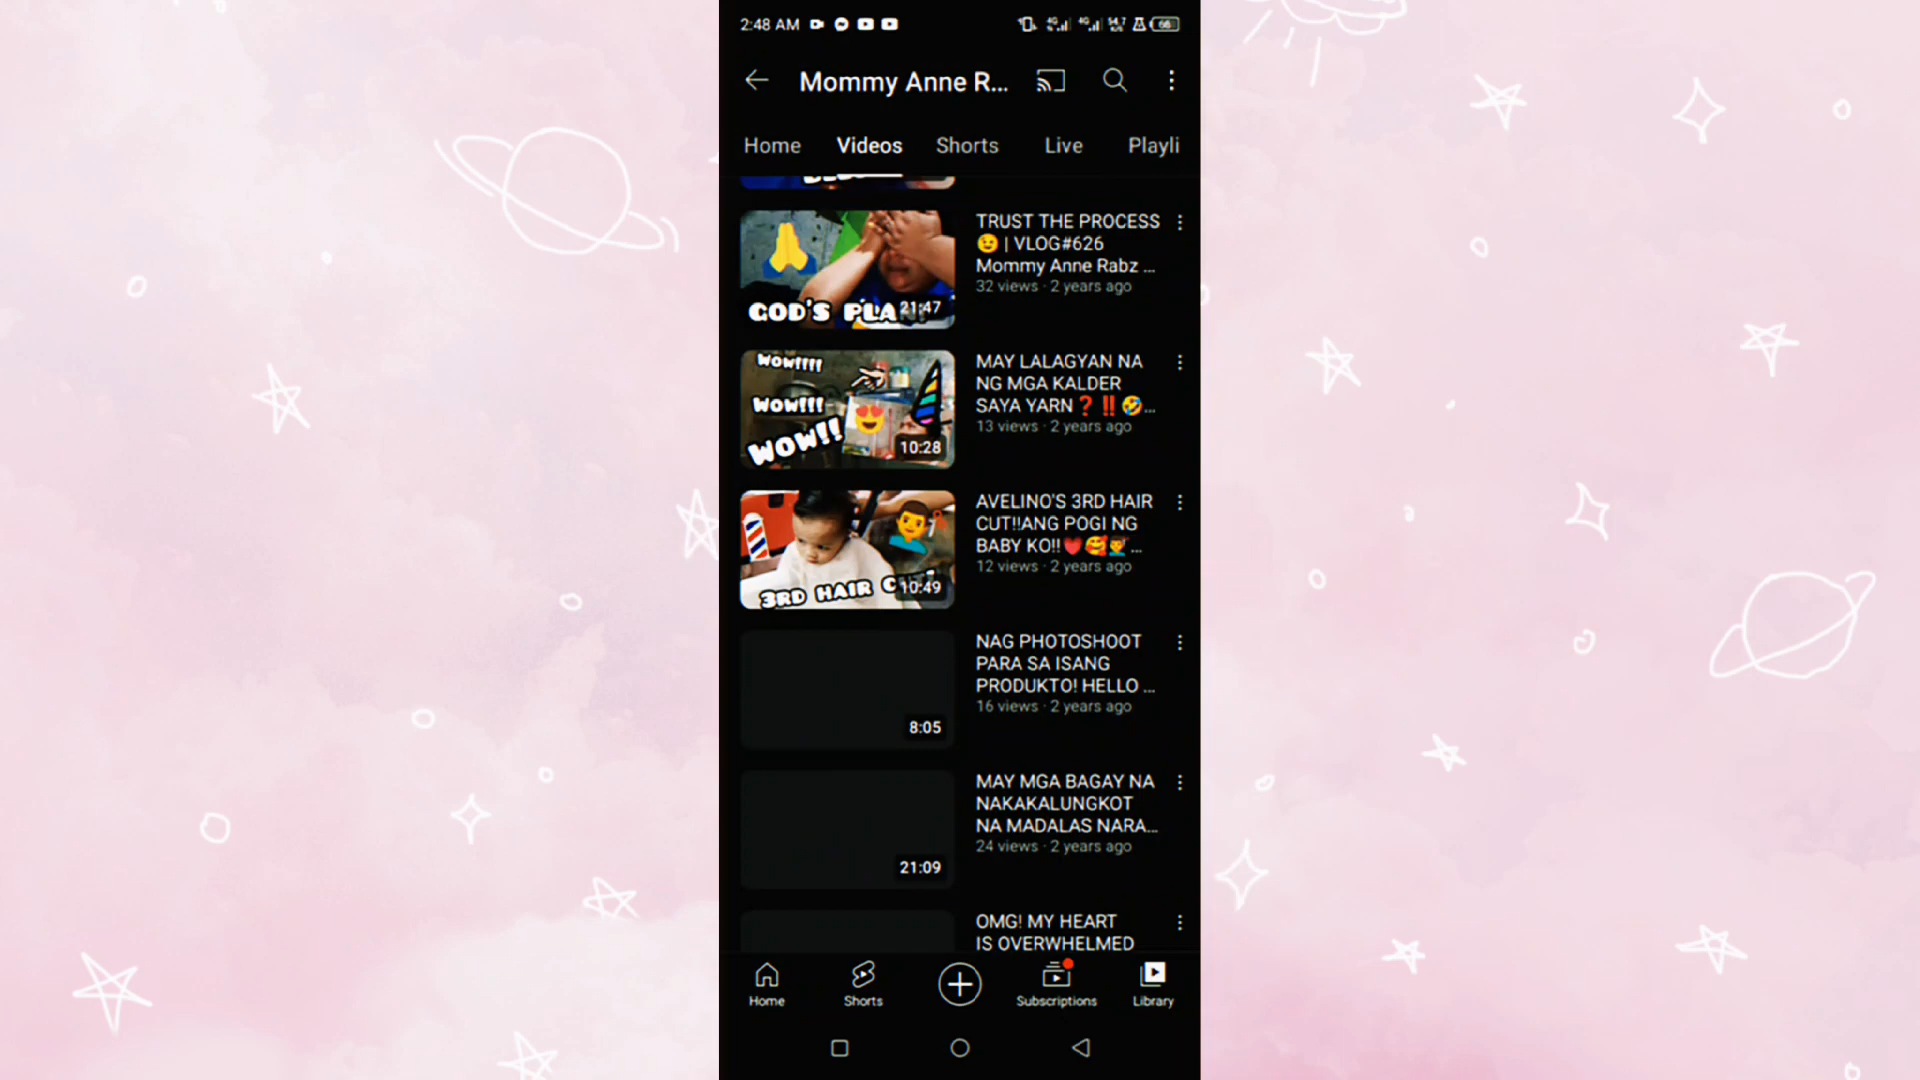 2:48 AM
Mommy Anne R...
Home Videos Shorts Live Playli
GOD'S PLA
21:47
TRUST THE PROCESS
😉 | VLOG#626
Mommy Anne Rabz ...
32 views · 2 years ago
Wow!!!!
Wow!!!
WOW!!
10:28
MAY LALAGYAN NA
NG MGA KALDER
SAYA YARN❓‼️🤣...
13 views · 2 years ago
3RD HAIR
10:49
AVELINO'S 3RD HAIR
CUT!!ANG POGI NG
BABY KO!!❤️🥰💇‍♂️...
12 views · 2 years ago
8:05
NAG PHOTOSHOOT
PARA SA ISANG
PRODUKTO! HELLO ...
16 views · 2 years ago
21:09
MAY MGA BAGAY NA
NAKAKALUNGKOT
NA MADALAS NARA...
24 views · 2 years ago
OMG! MY HEART
IS OVERWHELMED
Home Shorts Subscriptions Library